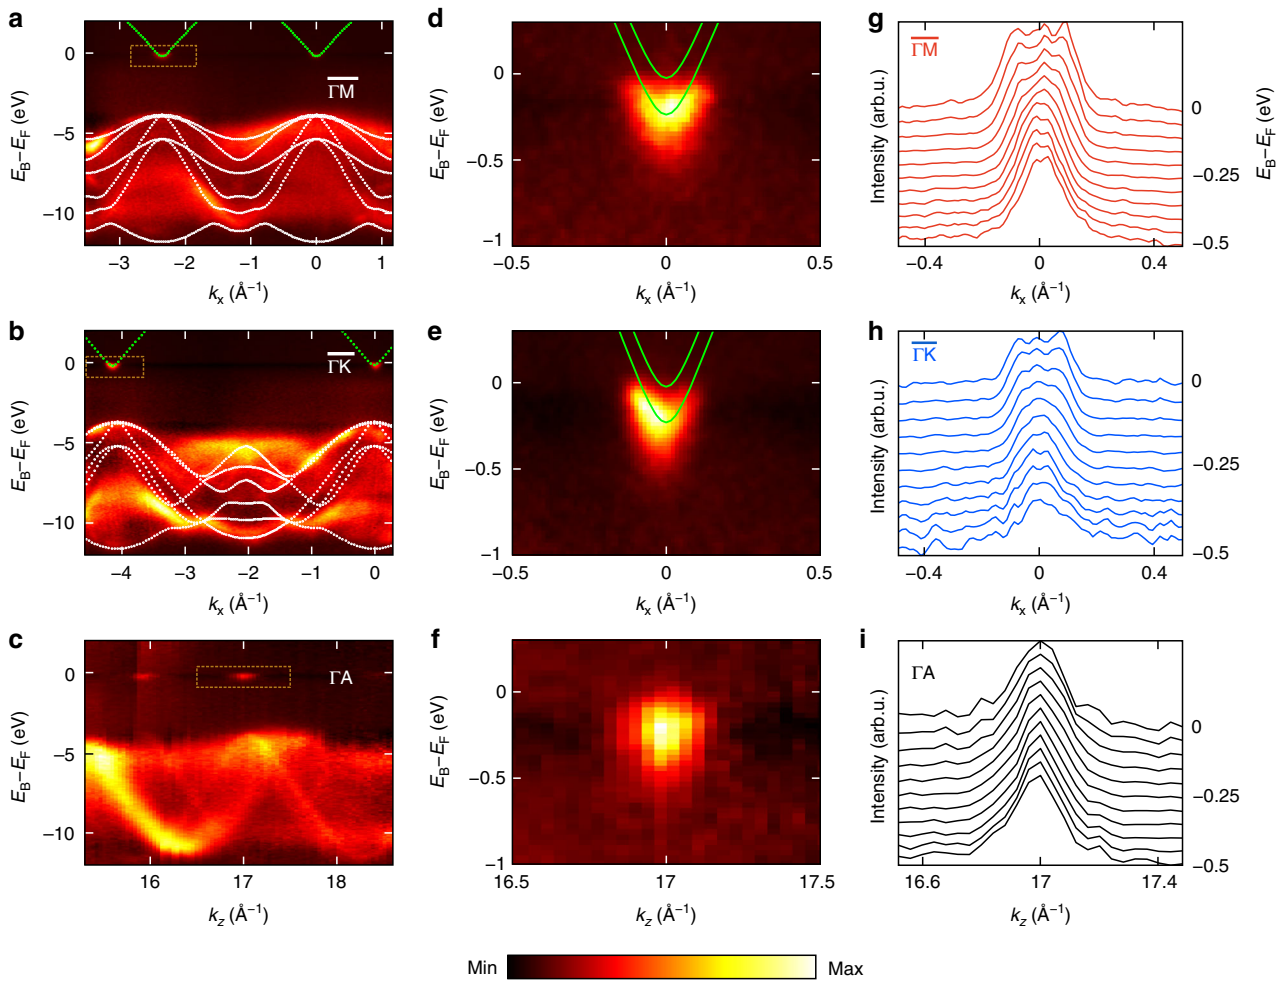 a
0
−5
−10
E_B−E_F (eV)
ΓM
−3
−2
−1
0
1
k_x (Å⁻¹)
d
0
−0.5
−1
E_B−E_F (eV)
−0.5
0
0.5
k_x (Å⁻¹)
g
ΓM
Intensity (arb.u.)
0
−0.25
−0.5
E_B−E_F (eV)
−0.4
0
0.4
k_x (Å⁻¹)
b
0
−5
−10
E_B−E_F (eV)
ΓK
−4
−3
−2
−1
0
k_x (Å⁻¹)
e
0
−0.5
−1
E_B−E_F (eV)
−0.5
0
0.5
k_x (Å⁻¹)
h
ΓK
Intensity (arb.u.)
0
−0.25
−0.5
E_B−E_F (eV)
−0.4
0
0.4
k_x (Å⁻¹)
c
0
−5
−10
E_B−E_F (eV)
ΓA
16
17
18
k_z (Å⁻¹)
f
0
−0.5
−1
E_B−E_F (eV)
16.5
17
17.5
k_z (Å⁻¹)
i
ΓA
Intensity (arb.u.)
0
−0.25
−0.5
E_B−E_F (eV)
16.6
17
17.4
k_z (Å⁻¹)
Min
Max